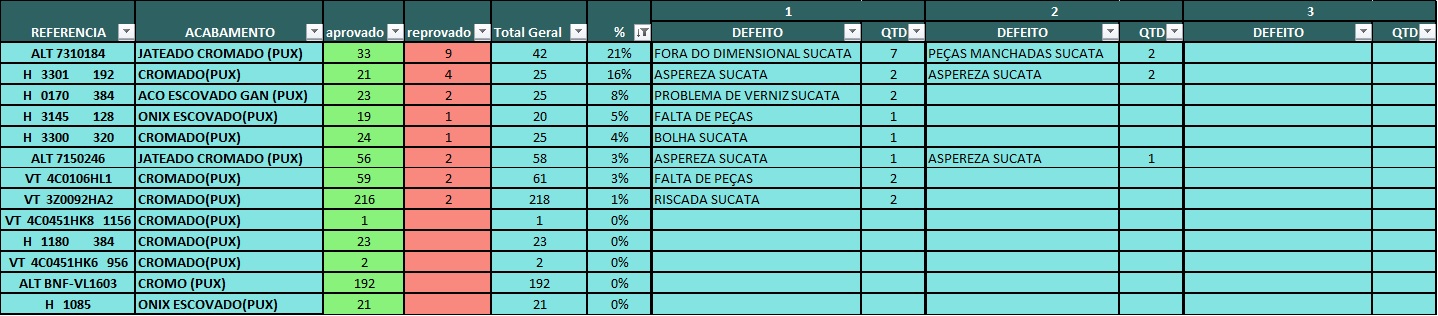 1 2 3
REFERENCIA ACABAMENTO aprovado reprovado Total Geral % DEFEITO QTD DEFEITO QTD DEFEITO QTD
ALT 7310184 JATEADO CROMADO (PUX) 33 9 42 21% FORA DO DIMENSIONAL SUCATA 7 PEÇAS MANCHADAS SUCATA 2
H 3301 192 CROMADO(PUX) 21 4 25 16% ASPEREZA SUCATA 2 ASPEREZA SUCATA 2
H 0170 384 ACO ESCOVADO GAN (PUX) 23 2 25 8% PROBLEMA DE VERNIZ SUCATA 2
H 3145 128 ONIX ESCOVADO(PUX) 19 1 20 5% FALTA DE PEÇAS 1
H 3300 320 CROMADO(PUX) 24 1 25 4% BOLHA SUCATA 1
ALT 7150246 JATEADO CROMADO (PUX) 56 2 58 3% ASPEREZA SUCATA 1 ASPEREZA SUCATA 1
VT 4C0106HL1 CROMADO(PUX) 59 2 61 3% FALTA DE PEÇAS 2
VT 3Z0092HA2 CROMADO(PUX) 216 2 218 1% RISCADA SUCATA 2
VT 4C0451HK8 1156 CROMADO(PUX) 1 1 0%
H 1180 384 CROMADO(PUX) 23 23 0%
VT 4C0451HK6 956 CROMADO(PUX) 2 2 0%
ALT BNF-VL1603 CROMO (PUX) 192 192 0%
H 1085 ONIX ESCOVADO(PUX) 21 21 0%